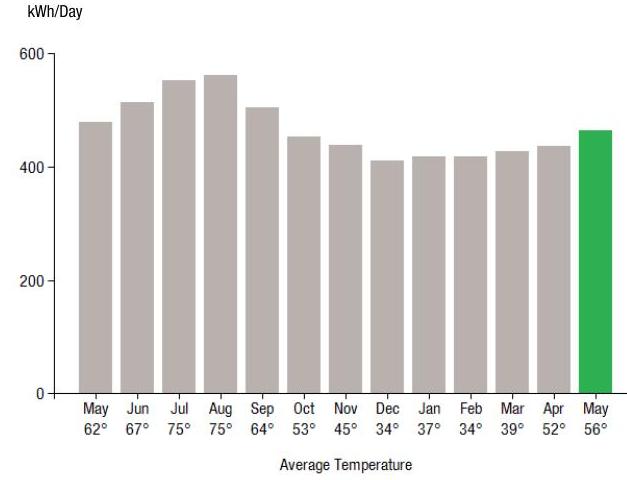 kWh/Day
600
400
200
0
May Jun Jul Aug Sep Oct Nov Dec Jan Feb Mar Apr May
62° 67° 75° 75° 64° 53° 45° 34° 37° 34° 39° 52° 56°
Average Temperature